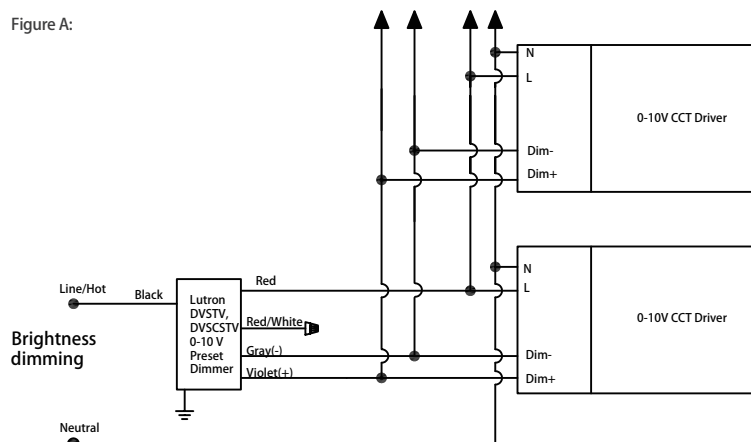 Figure A:
N
L
0-10V CCT Driver
Dim-
Dim+
Line/Hot
Black
Red
N
L
Lutron
DVSTV,
DVSCSTV
0-10 V
Preset
Dimmer
Red/White
0-10V CCT Driver
Brightness
dimming
Gray(-)
Dim-
Violet(+)
Dim+
Neutral